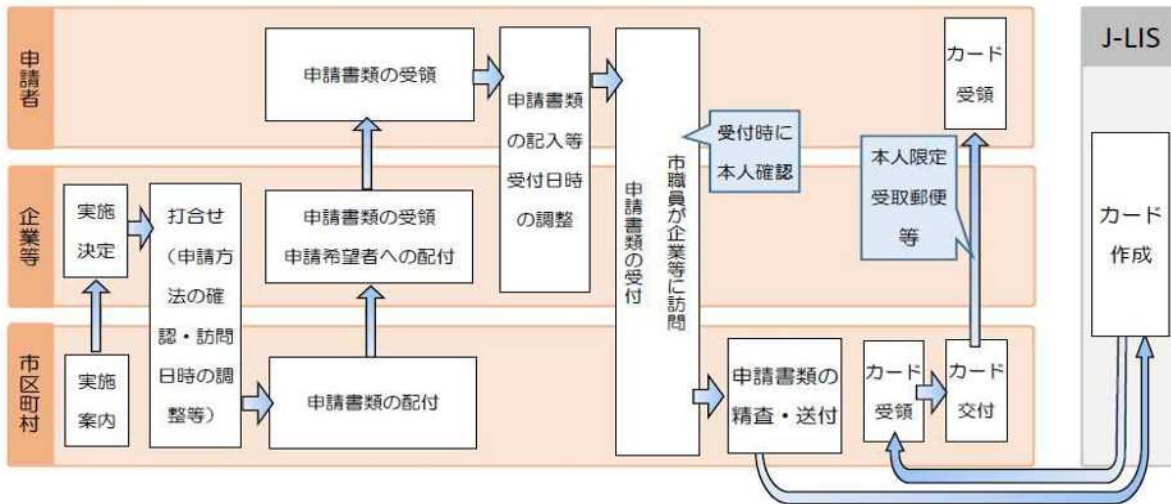 申請者
申請書類の受領
申請書類
の記入等
受付日時
の調整
市職員が企業等に訪問
申請書類の受付
受付時に
本人確認
カード
受領
本人限定
受取郵便
等
企業等
実施
決定
打合せ
（申請方
法の確
認・訪問
日時の調
整等）
申請書類の受領
申請希望者への配付
市区町村
実施
案内
申請書類の配付
申請書類の
精査・送付
カード
受領
カード
交付
J-LIS
カード
作成